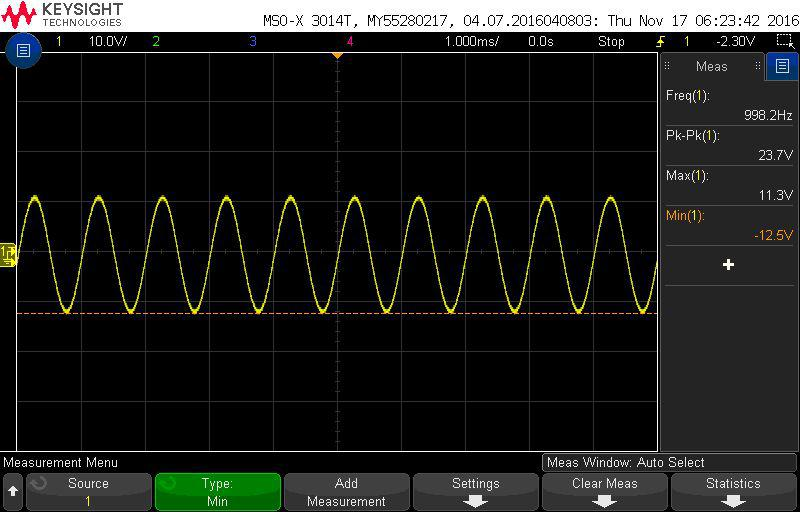 KEYSIGHT
TECHNOLOGIES
MSO-X 3014T, MY55280217, 04.07.2016040803: Thu Nov 17 06:23:42 2016
1 10.0V/ 2 3 4 1.000ms/ 0.0s Stop 1 -2.30V
Meas
Freq(1):
998.2Hz
Pk-Pk(1):
23.7V
Max(1):
11.3V
Min(1):
-12.5V
+
1
Measurement Menu
Meas Window: Auto Select
Source
1
Type:
Min
Add
Measurement
Settings
Clear Meas
Statistics